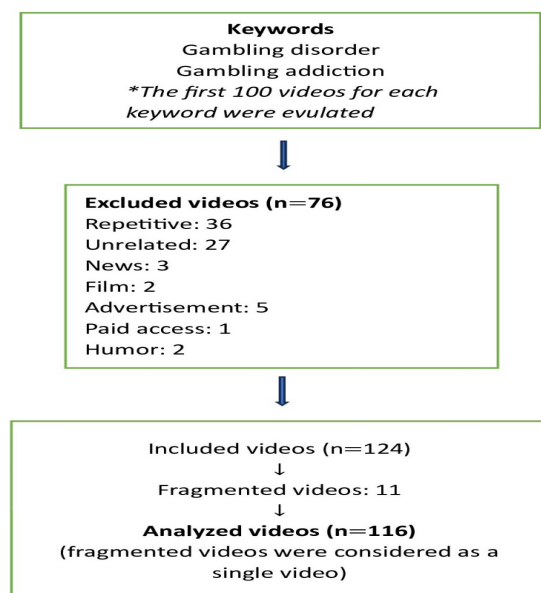 Keywords
Gambling disorder
Gambling addiction
*The first 100 videos for each
keyword were evulated
Excluded videos (n=76)
Repetitive: 36
Unrelated: 27
News: 3
Film: 2
Advertisement: 5
Paid access: 1
Humor: 2
Included videos (n=124)
↓
Fragmented videos: 11
↓
Analyzed videos (n=116)
(fragmented videos were considered as a
single video)